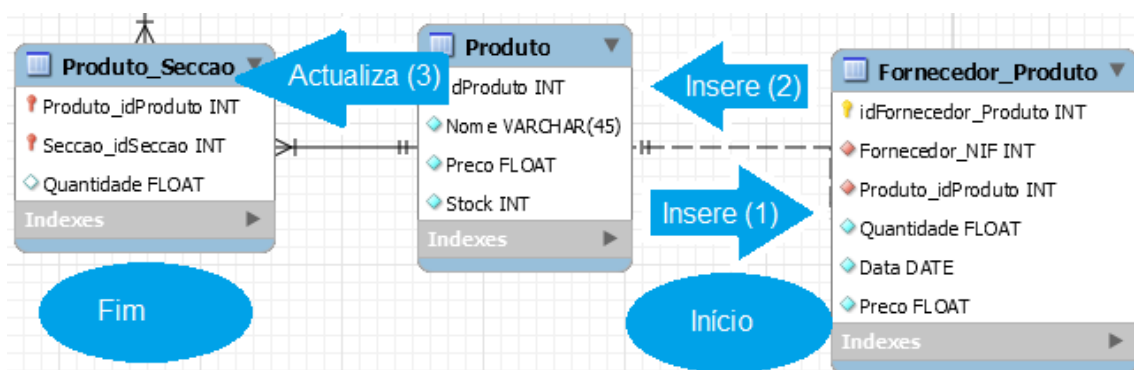 Produto_Seccao
Produto_idProduto INT
Seccao_idSeccao INT
Quantidade FLOAT
Indexes
Fim
Actualiza (3)
Produto
dProduto INT
Nome VARCHAR(45)
Preco FLOAT
Stock INT
Indexes
Insere (2)
Insere (1)
Início
Fornecedor_Produto
idFornecedor_Produto INT
Fornecedor_NIF INT
Produto_idProduto INT
Quantidade FLOAT
Data DATE
Preco FLOAT
Indexes